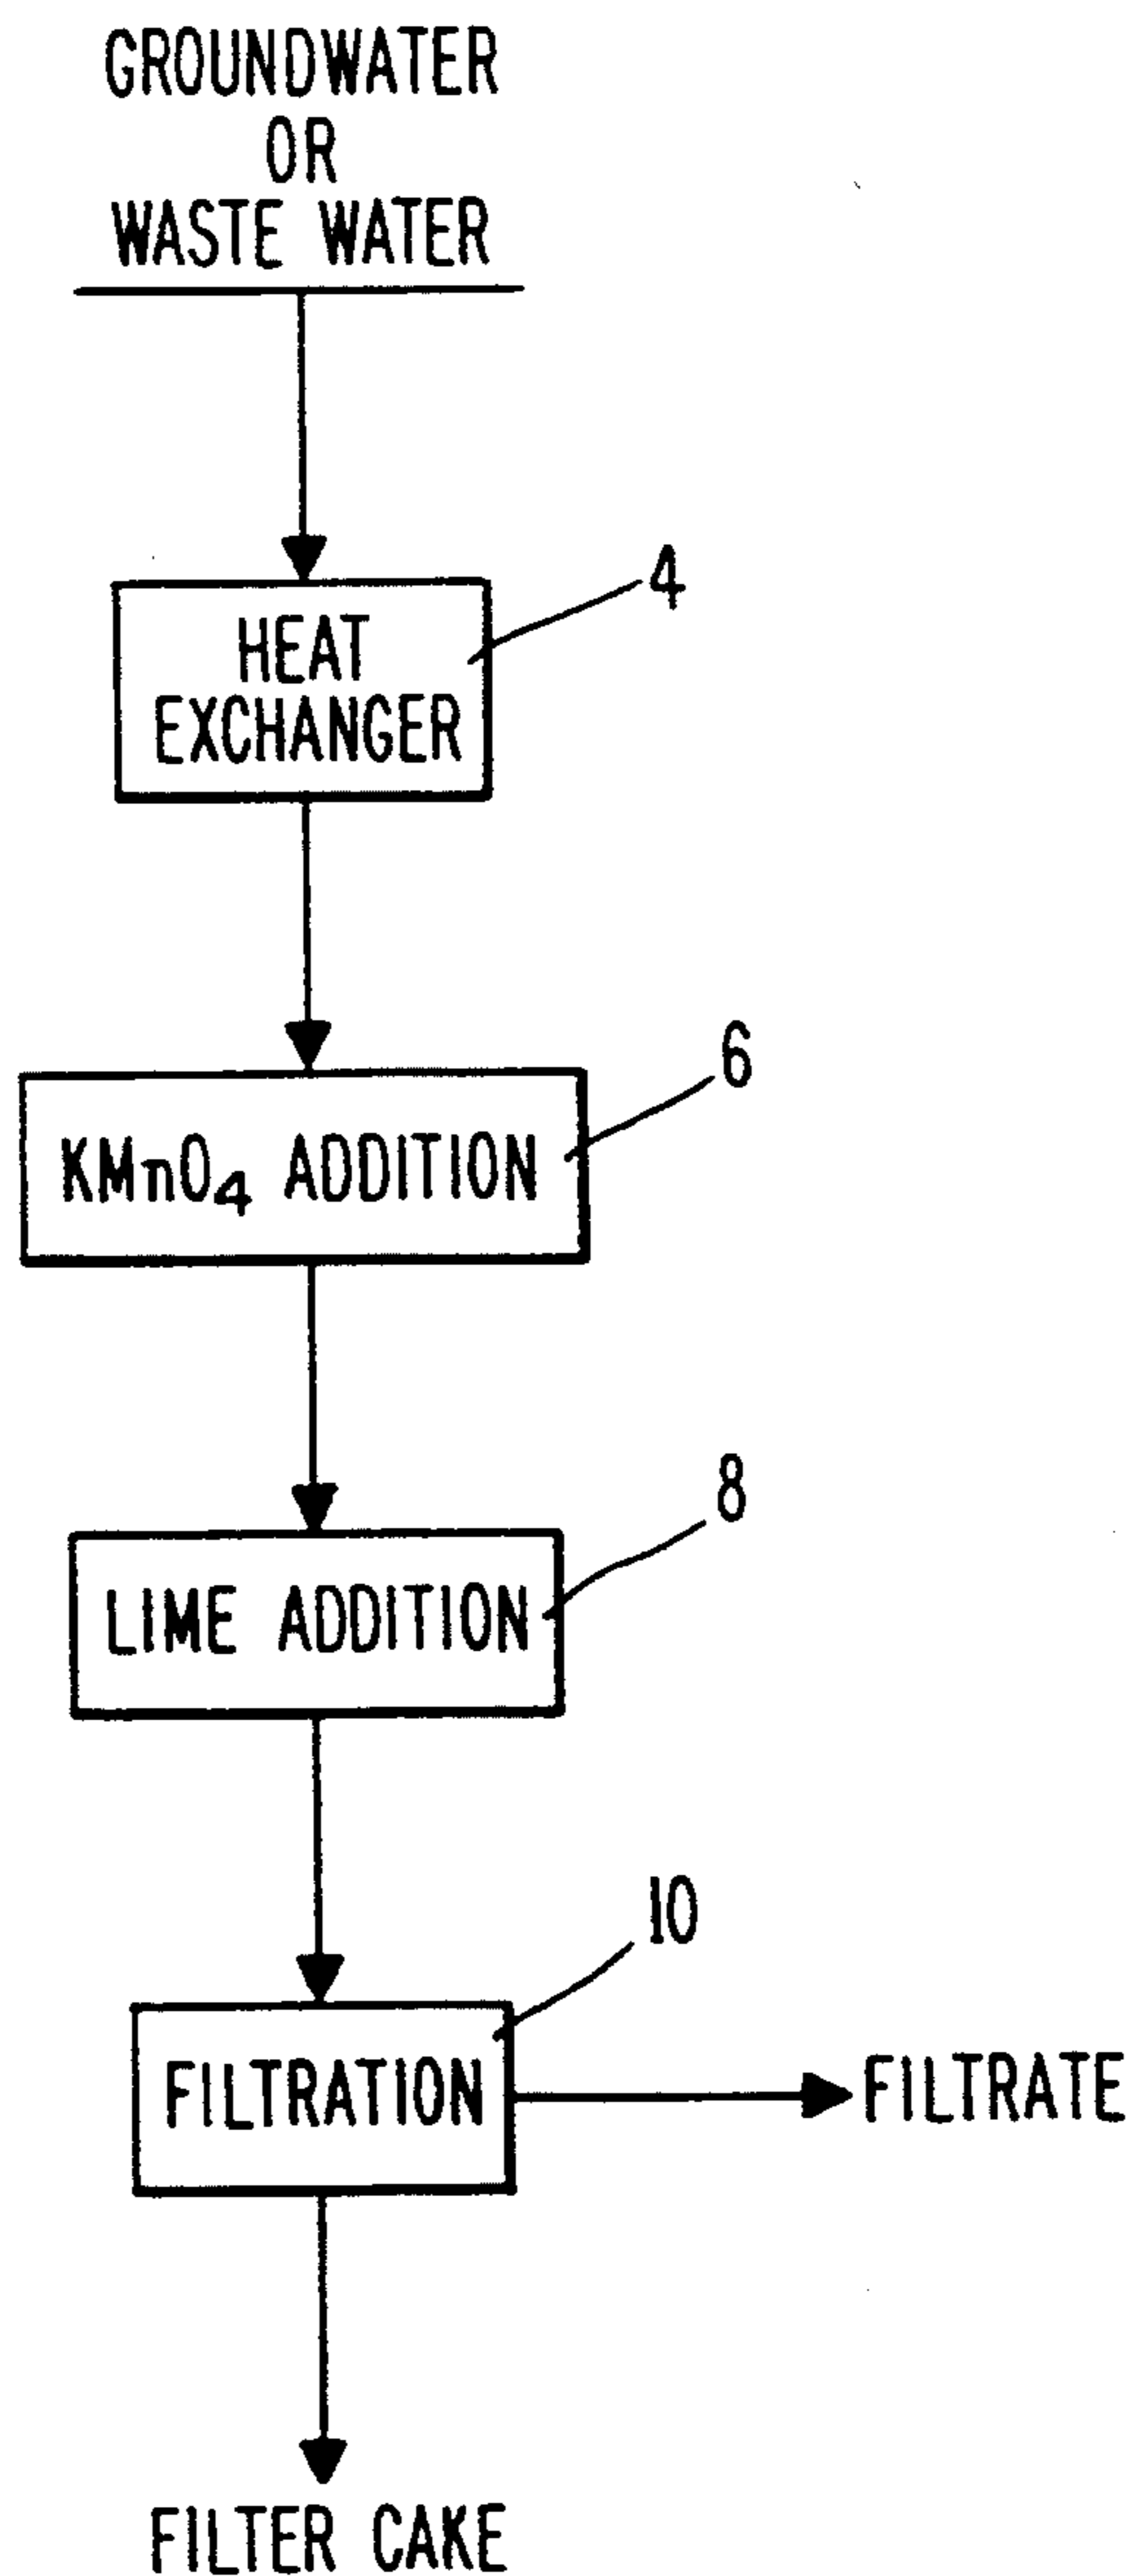 GROUNDWATER
OR
WASTE WATER
4
HEAT
EXCHANGER
6
KMnO₄ ADDITION
8
LIME ADDITION
10
FILTRATION
FILTRATE
FILTER CAKE